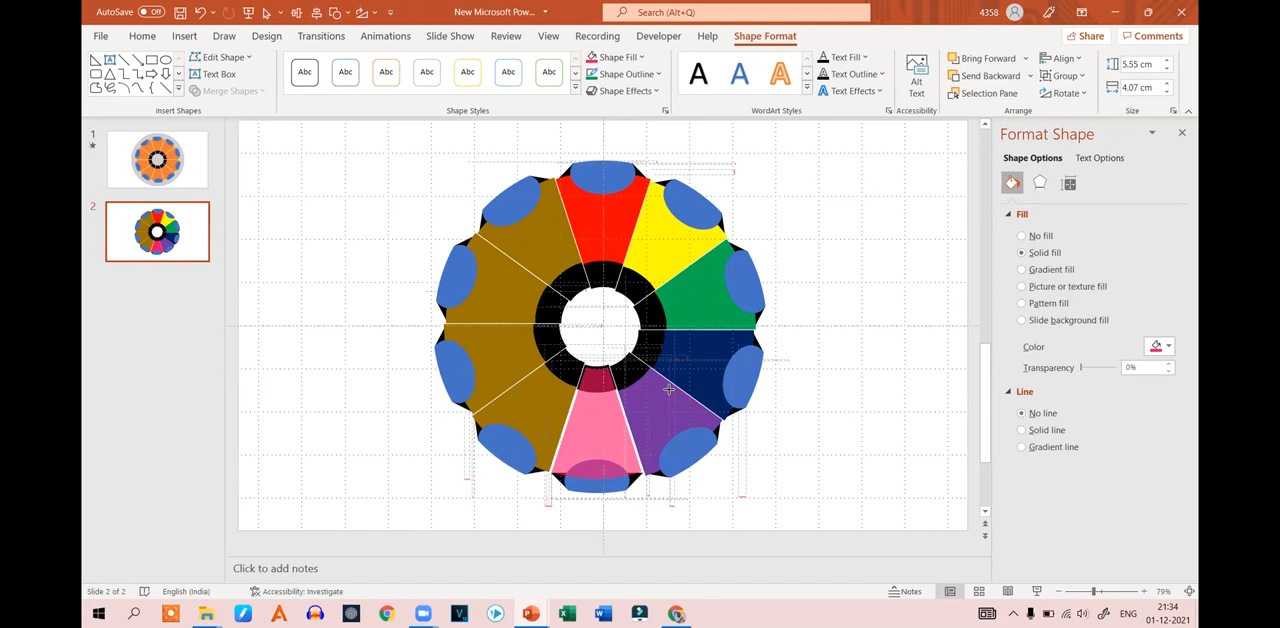 AutoSave Off New Microsoft Pow... Search (Alt+Q) 4358
File Home Insert Draw Design Transitions Animations Slide Show Review View Recording Developer Help Shape Format Share Comments
Edit Shape
Text Box
Merge Shapes
Insert Shapes
Abc Abc Abc Abc Abc Abc Abc
Shape Fill
Shape Outline
Shape Effects
Shape Styles
A A A
Text Fill
Text Outline
Text Effects
WordArt Styles
Alt
Text
Accessibility
Bring Forward
Send Backward
Selection Pane
Align
Group
Rotate
Arrange
5.55 cm
4.07 cm
Size
1
2
Format Shape
Shape Options Text Options
Fill
No fill
Solid fill
Gradient fill
Picture or texture fill
Pattern fill
Slide background fill
Color
Transparency 0%
Line
No line
Solid line
Gradient line
Click to add notes
Slide 2 of 2 English (India) Accessibility: Investigate Notes 79%
ENG 21:34
01-12-2021